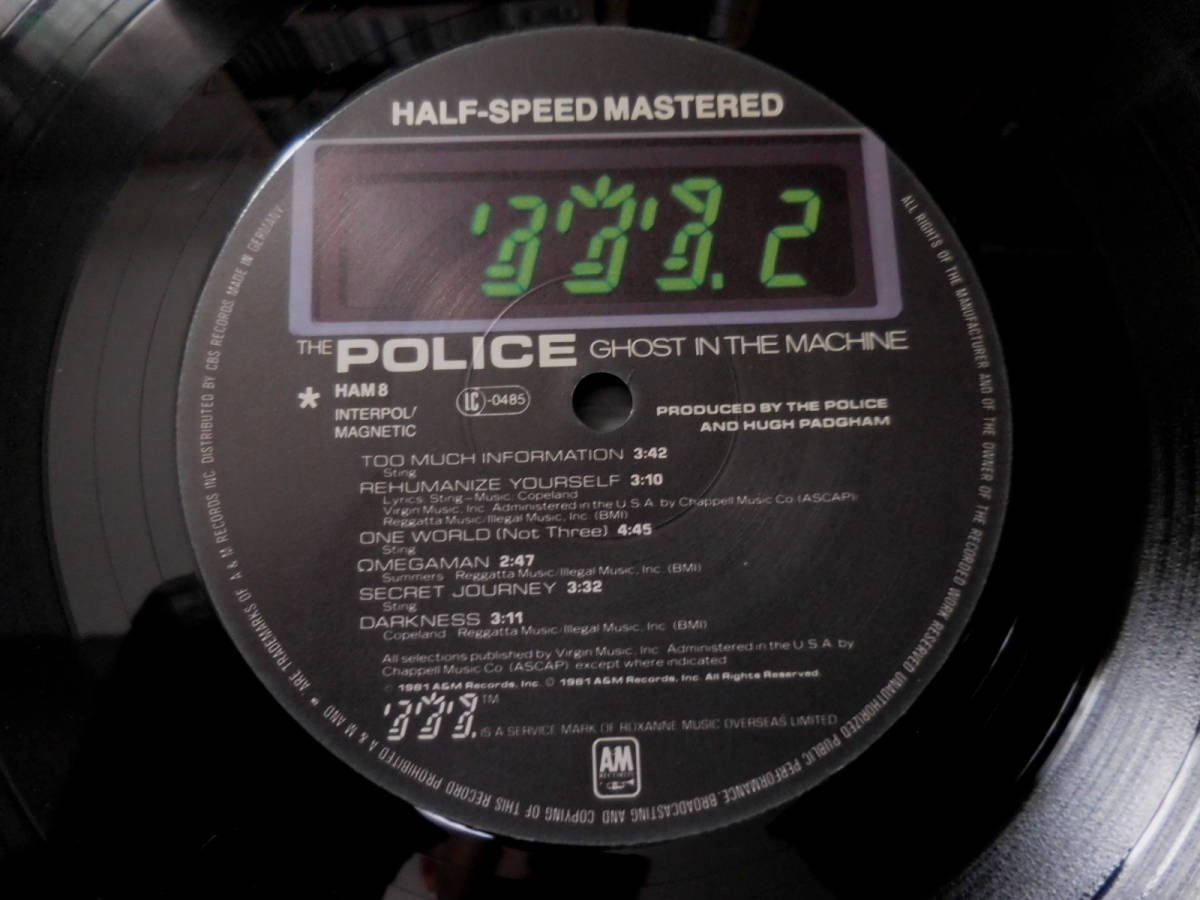 HALF-SPEED MASTERED
2
THE POLICE GHOST IN THE MACHINE
* HAM 8
INTERPOL/
MAGNETIC
LC-0485
PRODUCED BY THE POLICE
AND HUGH PADGHAM
TOO MUCH INFORMATION 3:42
Sting
REHUMANIZE YOURSELF 3:10
Lyrics: Sting - Music: Copeland
Virgin Music, Inc. Administered in the U.S.A. by Chappell Music Co. (ASCAP)/
Reggatta Music/Illegal Music, Inc. (BMI)
ONE WORLD (Not Three) 4:45
Sting
ΩMEGAMAN 2:47
Summers Reggatta Music/Illegal Music, Inc. (BMI)
SECRET JOURNEY 3:32
Sting
DARKNESS 3:11
Copeland Reggatta Music/Illegal Music, Inc. (BMI)
All selections published by Virgin Music, Inc. Administered in the U.S.A. by
Chappell Music Co. (ASCAP) except where indicated
© 1981 A&M Records, Inc. ℗ 1981 A&M Records, Inc. All Rights Reserved.
TM IS A SERVICE MARK OF ROXANNE MUSIC OVERSEAS LIMITED
A&M
RECORDS
ALL RIGHTS OF THE MANUFACTURER AND OF THE OWNER OF THE RECORDED WORK RESERVED UNAUTHORIZED PUBLIC PERFORMANCE, BROADCASTING AND COPYING OF THIS RECORD PROHIBITED A & M AND * ARE TRADEMARKS OF A & M RECORDS INC. DISTRIBUTED BY CBS RECORDS MADE IN GERMANY